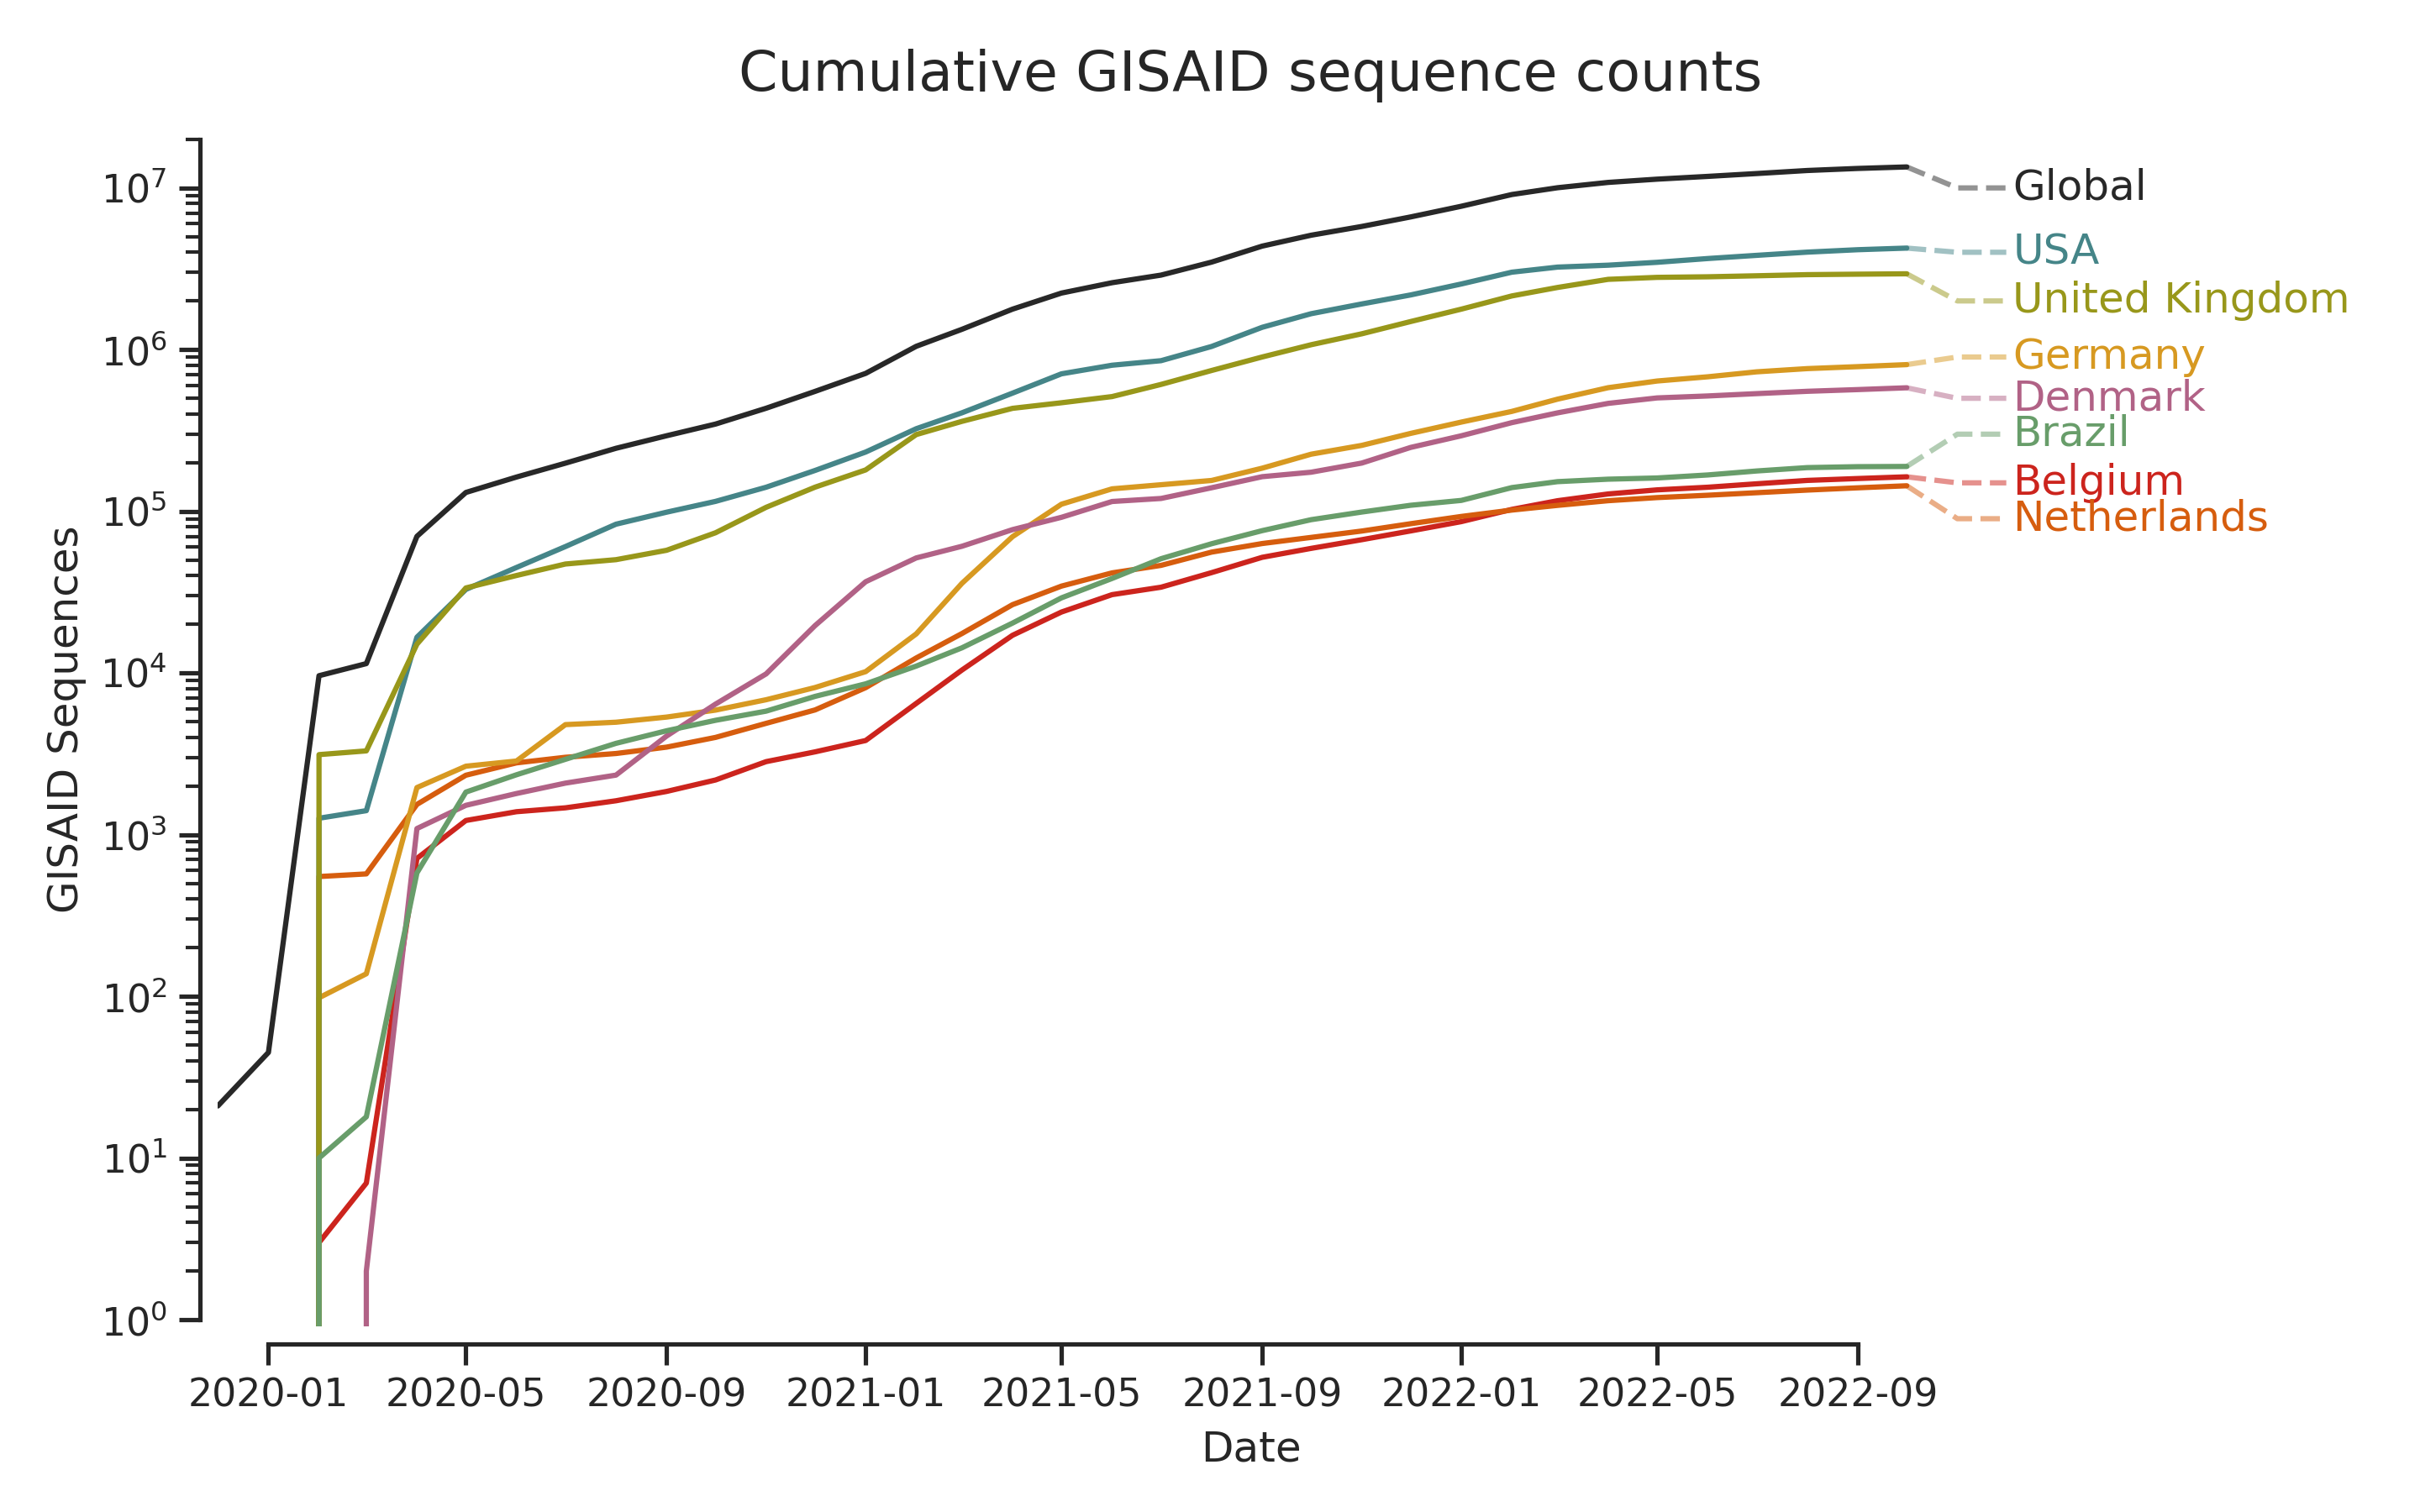 Cumulative GISAID sequence counts
10⁷
10⁶
10⁵
10⁴
10³
10²
10¹
10⁰
GISAID Sequences
Global
USA
United Kingdom
Germany
Denmark
Brazil
Belgium
Netherlands
2020-01 2020-05 2020-09 2021-01 2021-05 2021-09 2022-01 2022-05 2022-09
Date